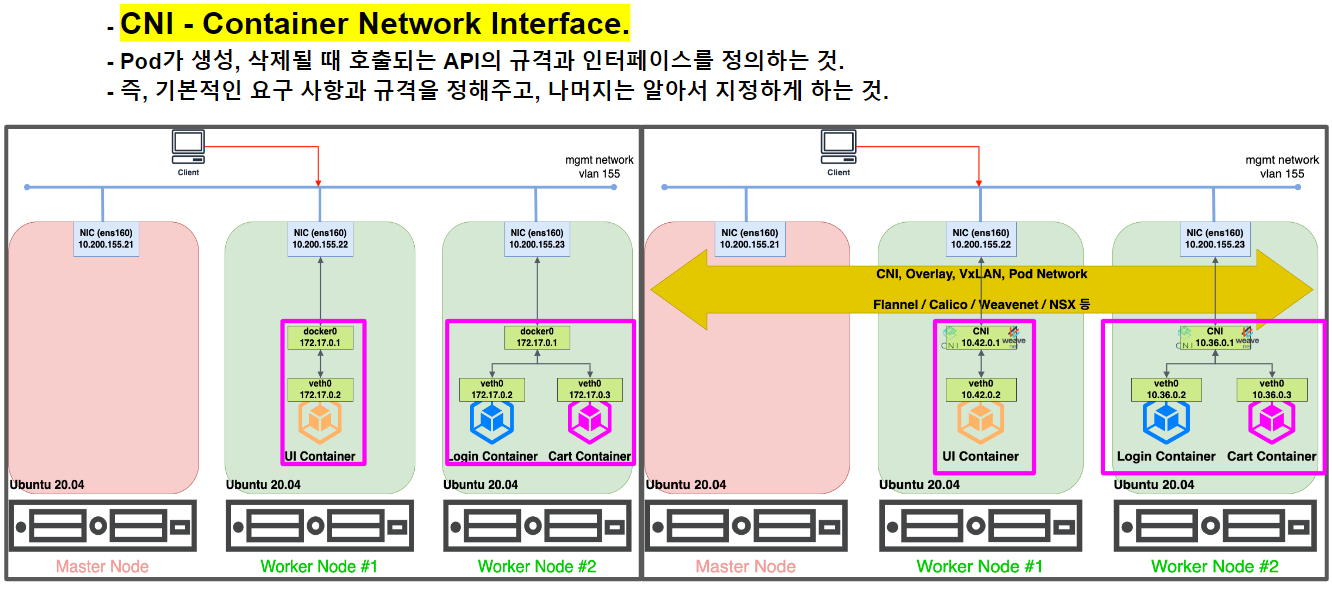 - CNI - Container Network Interface.
- Pod가 생성, 삭제될 때 호출되는 API의 규격과 인터페이스를 정의하는 것.
- 즉, 기본적인 요구 사항과 규격을 정해주고, 나머지는 알아서 지정하게 하는 것.
Client
mgmt network
vlan 155
NIC (ens160)
10.200.155.21
NIC (ens160)
10.200.155.22
NIC (ens160)
10.200.155.23
docker0
172.17.0.1
docker0
172.17.0.1
veth0
172.17.0.2
veth0
172.17.0.2
veth0
172.17.0.3
UI Container
Login Container
Cart Container
Ubuntu 20.04
Ubuntu 20.04
Ubuntu 20.04
Master Node
Worker Node #1
Worker Node #2
Client
mgmt network
vlan 155
NIC (ens160)
10.200.155.21
NIC (ens160)
10.200.155.22
NIC (ens160)
10.200.155.23
CNI, Overlay, VxLAN, Pod Network
Flannel / Calico / Weavenet / NSX 등
CNI
10.42.0.1
CNI
weave
net
CNI
10.36.0.1
CNI
weave
net
veth0
10.42.0.2
veth0
10.36.0.2
veth0
10.36.0.3
UI Container
Login Container
Cart Container
Ubuntu 20.04
Ubuntu 20.04
Ubuntu 20.04
Master Node
Worker Node #1
Worker Node #2